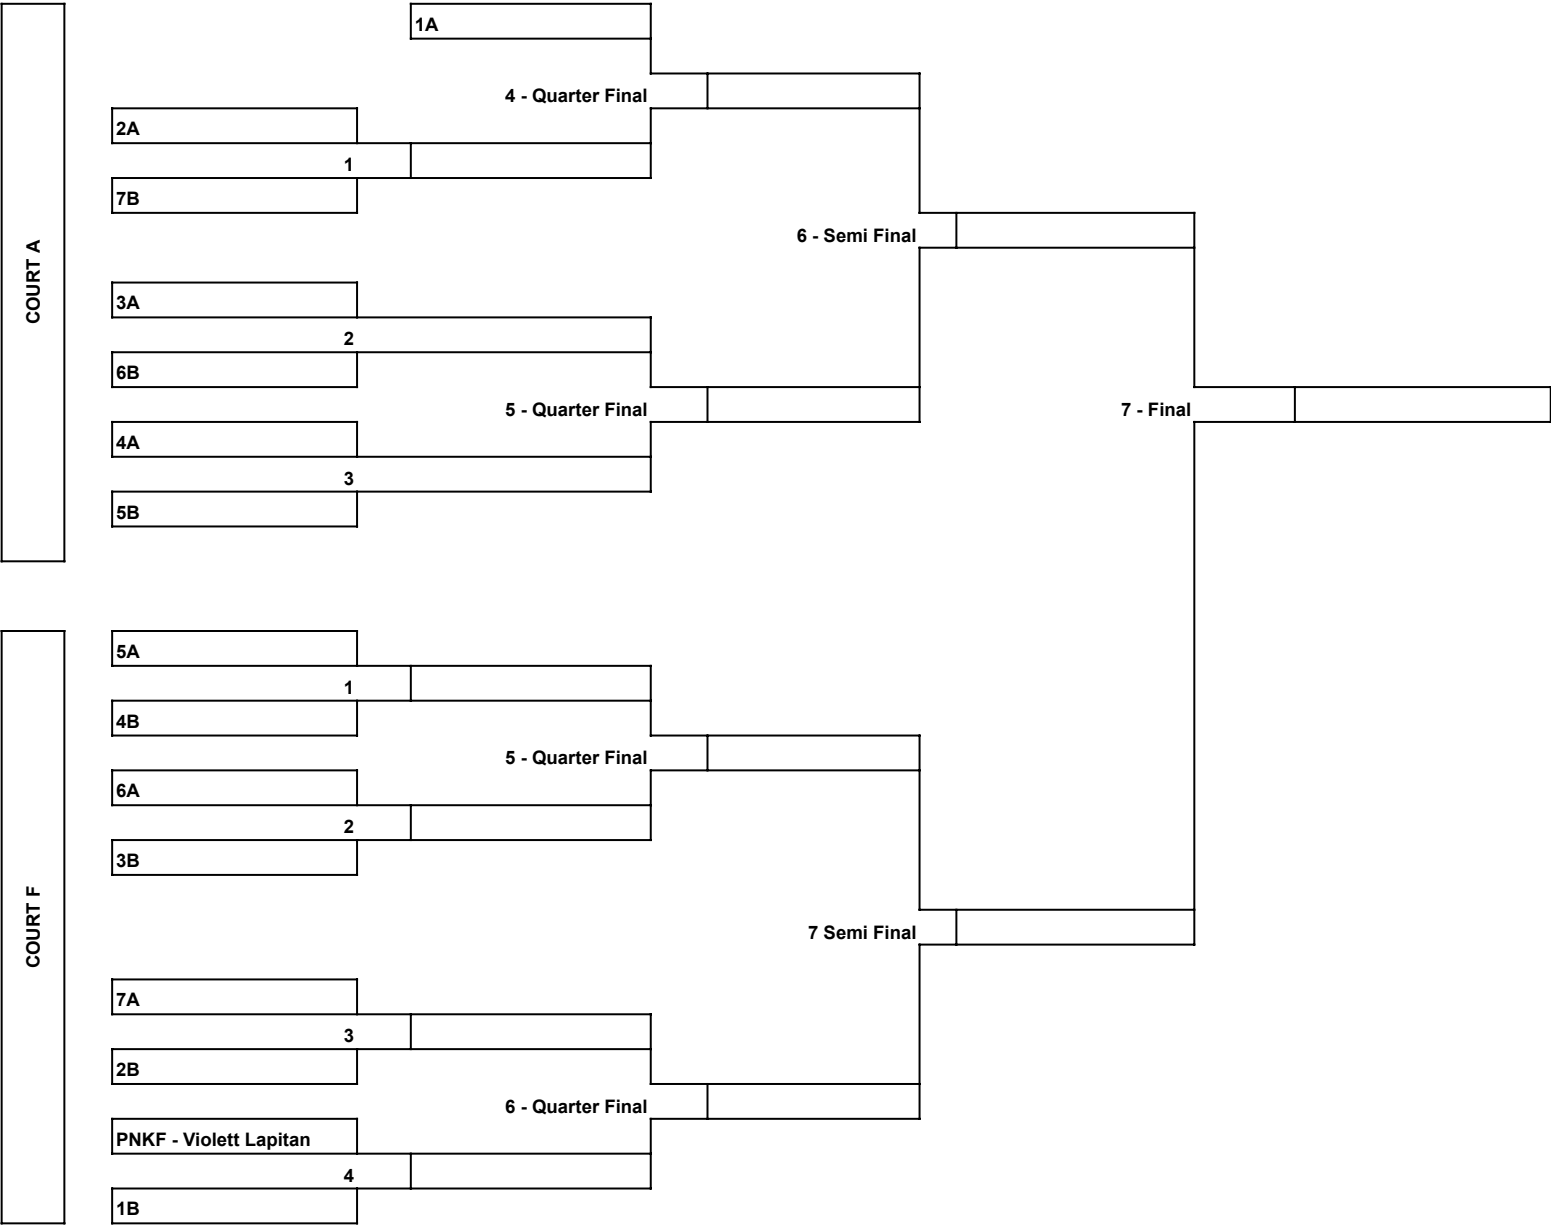 COURT A
1A
4 - Quarter Final
2A
1
7B
6 - Semi Final
3A
2
6B
5 - Quarter Final
7 - Final
4A
3
5B
COURT F
5A
1
4B
5 - Quarter Final
6A
2
3B
7 Semi Final
7A
3
2B
6 - Quarter Final
PNKF - Violett Lapitan
4
1B